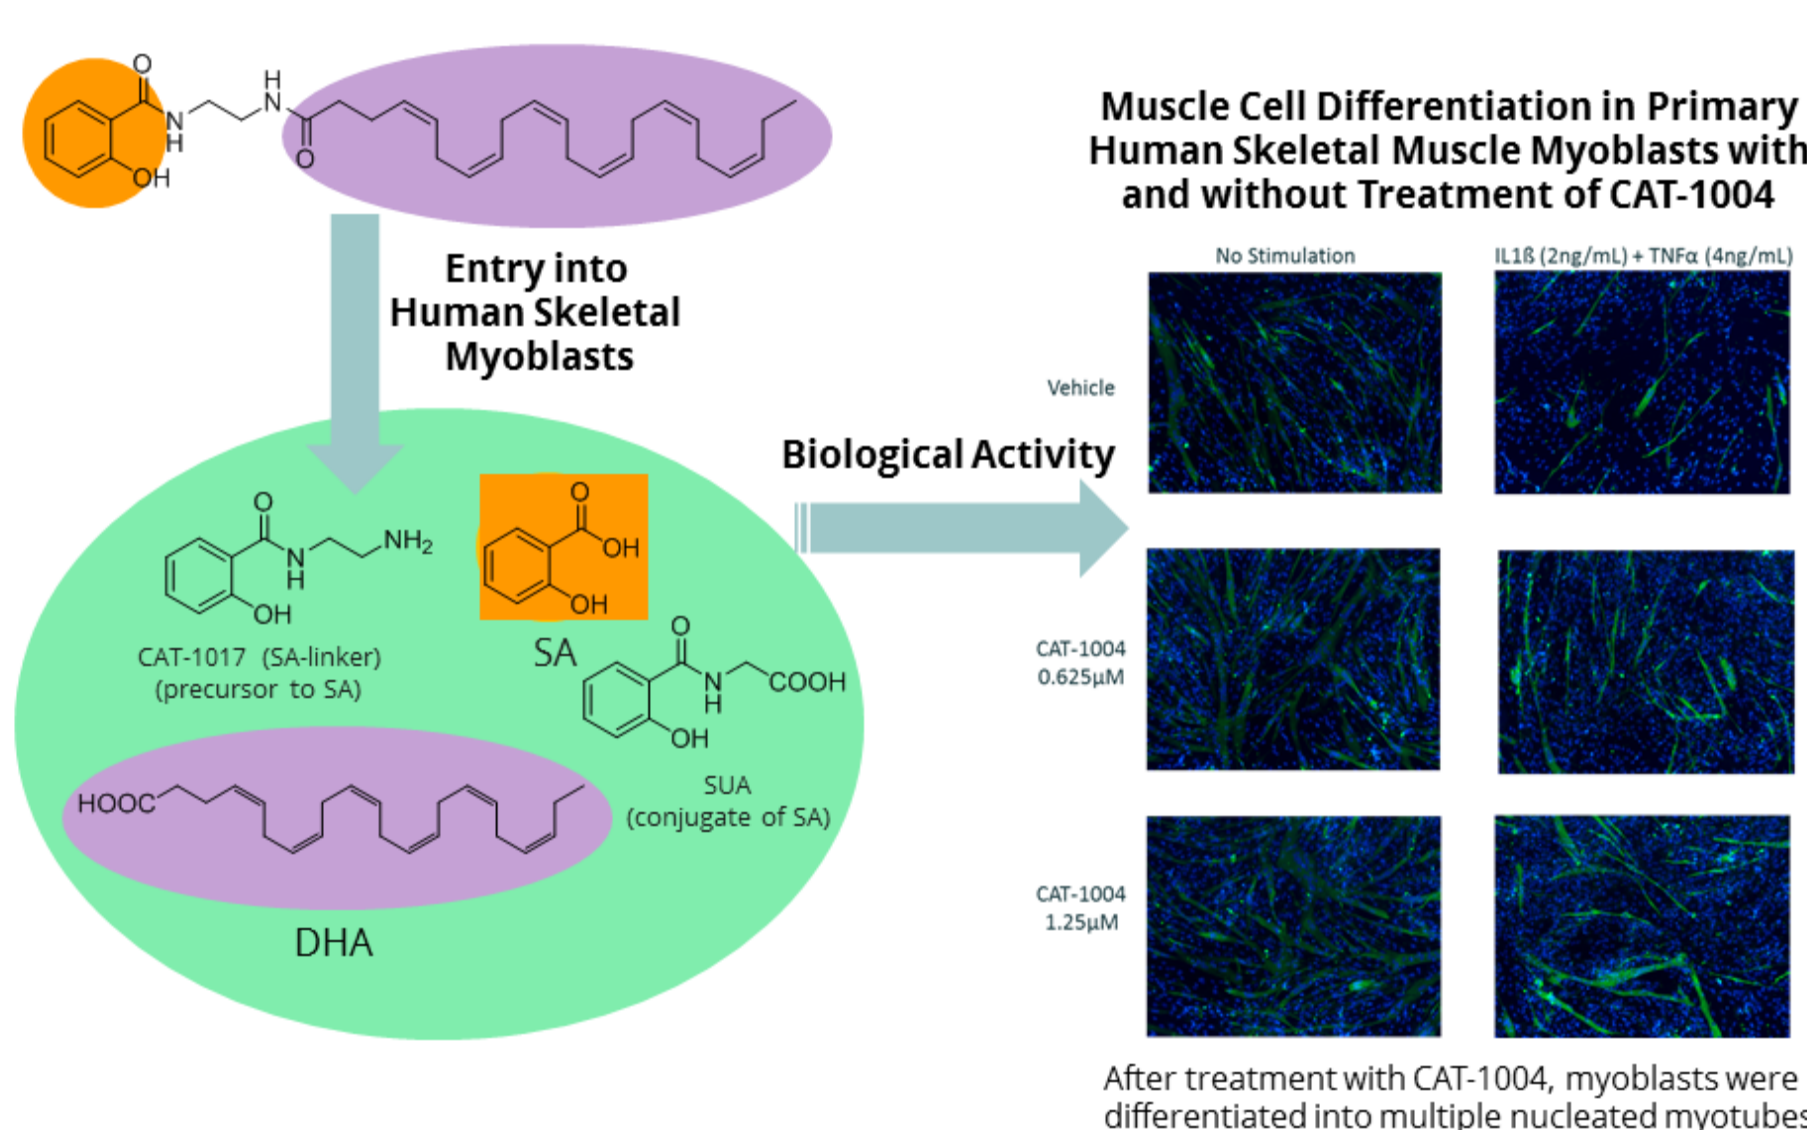 O
H
N
N
H
O
OH
Entry into
Human Skeletal
Myoblasts
O
NH2
N
H
OH
CAT-1017 (SA-linker)
(precursor to SA)
O
OH
OH
SA
O
N
H
COOH
OH
SUA
(conjugate of SA)
HOOC
DHA
Biological Activity
Muscle Cell Differentiation in Primary
Human Skeletal Muscle Myoblasts with
and without Treatment of CAT-1004
No Stimulation
IL1ß (2ng/mL) + TNFα (4ng/mL)
Vehicle
CAT-1004
0.625µM
CAT-1004
1.25µM
After treatment with CAT-1004, myoblasts were
differentiated into multiple nucleated myotubes